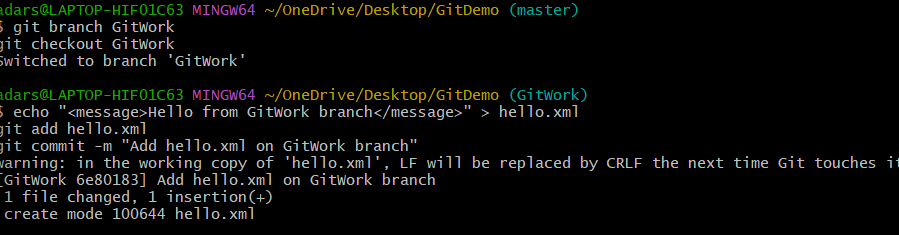 adars@LAPTOP-HIF01C63 MINGW64 ~/OneDrive/Desktop/GitDemo (master)
$ git branch GitWork
git checkout GitWork
Switched to branch 'GitWork'

adars@LAPTOP-HIF01C63 MINGW64 ~/OneDrive/Desktop/GitDemo (GitWork)
$ echo "<message>Hello from GitWork branch</message>" > hello.xml
git add hello.xml
git commit -m "Add hello.xml on GitWork branch"
warning: in the working copy of 'hello.xml', LF will be replaced by CRLF the next time Git touches it
[GitWork 6e80183] Add hello.xml on GitWork branch
1 file changed, 1 insertion(+)
create mode 100644 hello.xml